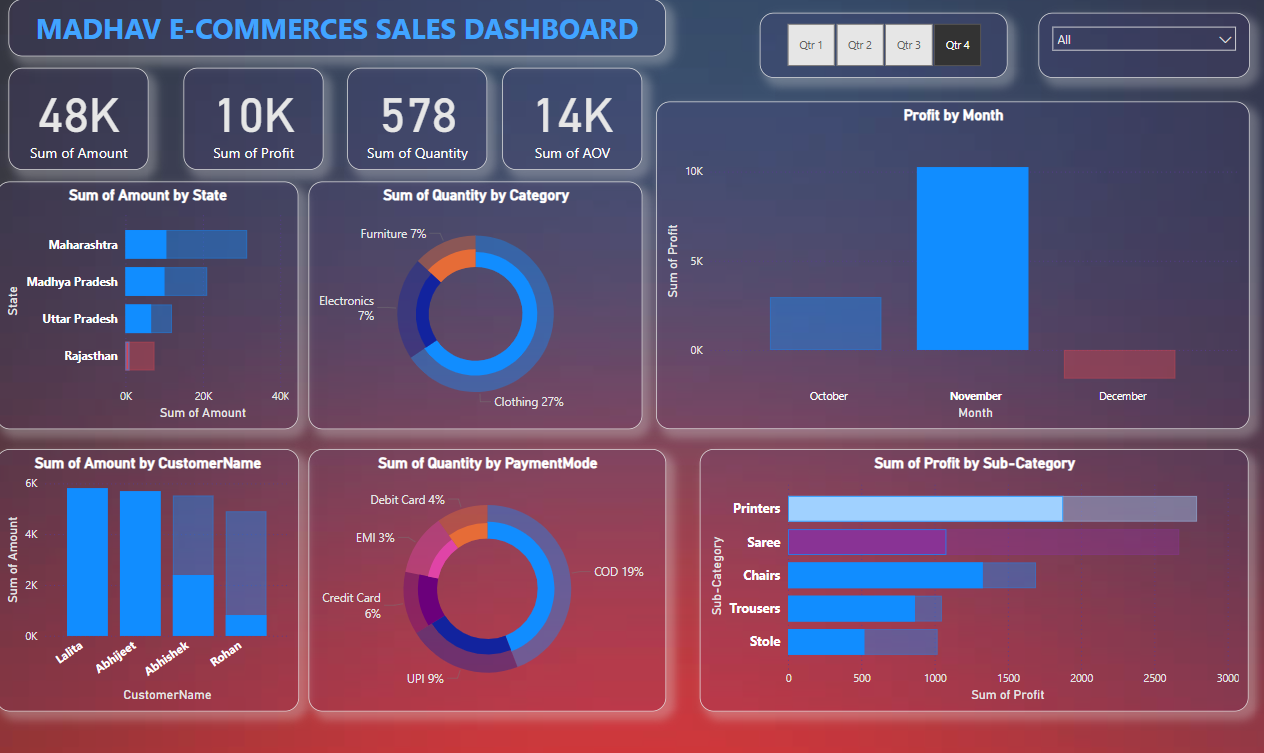 MADHAV E-COMMERCES SALES DASHBOARD
Qtr 1 Qtr 2 Qtr 3 Qtr 4
All
48K
Sum of Amount
10K
Sum of Profit
578
Sum of Quantity
14K
Sum of AOV
Profit by Month
Sum of Profit
10K
5K
0K
October November December
Month
Sum of Amount by State
State
Maharashtra
Madhya Pradesh
Uttar Pradesh
Rajasthan
0K 20K 40K
Sum of Amount
Sum of Quantity by Category
Furniture 7%
Electronics
7%
Clothing 27%
Sum of Amount by CustomerName
Sum of Amount
6K
4K
2K
0K
Lalita Abhijeet Abhishek Rohan
CustomerName
Sum of Quantity by PaymentMode
Debit Card 4%
EMI 3%
COD 19%
Credit Card
6%
UPI 9%
Sum of Profit by Sub-Category
Sub-Category
Printers
Saree
Chairs
Trousers
Stole
0 500 1000 1500 2000 2500 3000
Sum of Profit